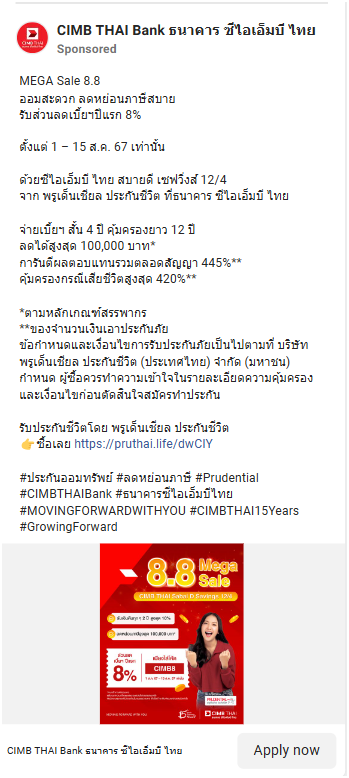 CIMB THAI Bank ธนาคาร ซีไอเอ็มบี ไทย
Sponsored
MEGA Sale 8.8
ออมสะดวก ลดหย่อนภาษีสบาย
รับส่วนลดเบี้ยฯปีแรก 8%
ตั้งแต่ 1 – 15 ส.ค. 67 เท่านั้น
ด้วยซีไอเอ็มบี ไทย สบายดี เซฟวิ่งส์ 12/4
จาก พรูเด็นเชียล ประกันชีวิต ที่ธนาคาร ซีไอเอ็มบี ไทย
จ่ายเบี้ยฯ สั้น 4 ปี คุ้มครองยาว 12 ปี
ลดได้สูงสุด 100,000 บาท*
การันตีผลตอบแทนรวมตลอดสัญญา 445%**
คุ้มครองกรณีเสียชีวิตสูงสุด 420%**
*ตามหลักเกณฑ์สรรพากร
**ของจำนวนเงินเอาประกันภัย
ข้อกำหนดและเงื่อนไขการรับประกันภัยเป็นไปตามที่ บริษัท
พรูเด็นเชียล ประกันชีวิต (ประเทศไทย) จำกัด (มหาชน)
กำหนด ผู้ซื้อควรทำความเข้าใจในรายละเอียดความคุ้มครอง
และเงื่อนไขก่อนตัดสินใจสมัครทำประกัน
รับประกันชีวิตโดย พรูเด็นเชียล ประกันชีวิต
👉ซื้อเลย https://pruthai.life/dwCIY
#ประกันออมทรัพย์ #ลดหย่อนภาษี #Prudential
#CIMBTHAIBank #ธนาคารซีไอเอ็มบีไทย
#MOVINGFORWARDWITHYOU #CIMBTHAI15Years
#GrowingForward
8.8 Mega
Sale
CIMB THAI Sabai D Savings 12/4
ส่วนลด
8%
CIMB8
PRUDENTIAL
CIMB THAI
CIMB THAI Bank ธนาคาร ซีไอเอ็มบี ไทย
Apply now